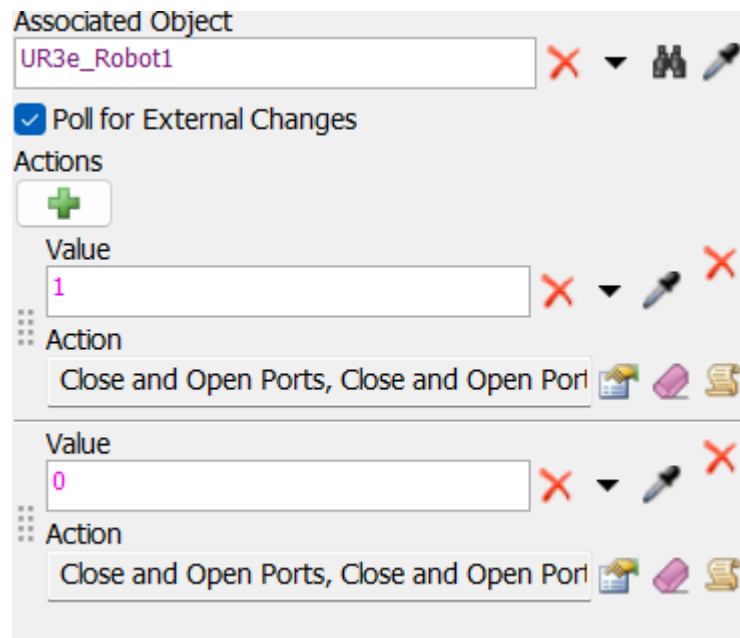 Associated Object
UR3e_Robot1
Poll for External Changes
Actions
Value
1
Action
Close and Open Ports, Close and Open Port
Value
0
Action
Close and Open Ports, Close and Open Port